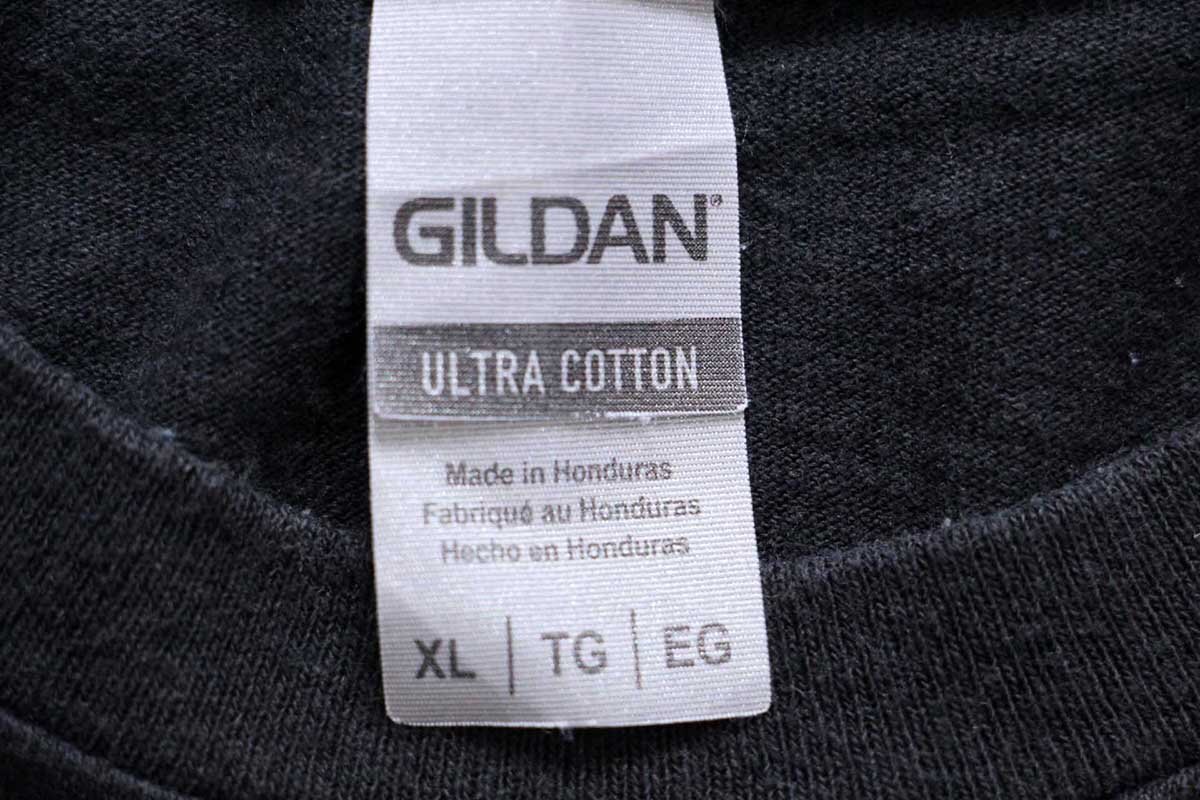 GILDAN®
ULTRA COTTON
Made in Honduras
Fabriqué au Honduras
Hecho en Honduras
XL | TG | EG